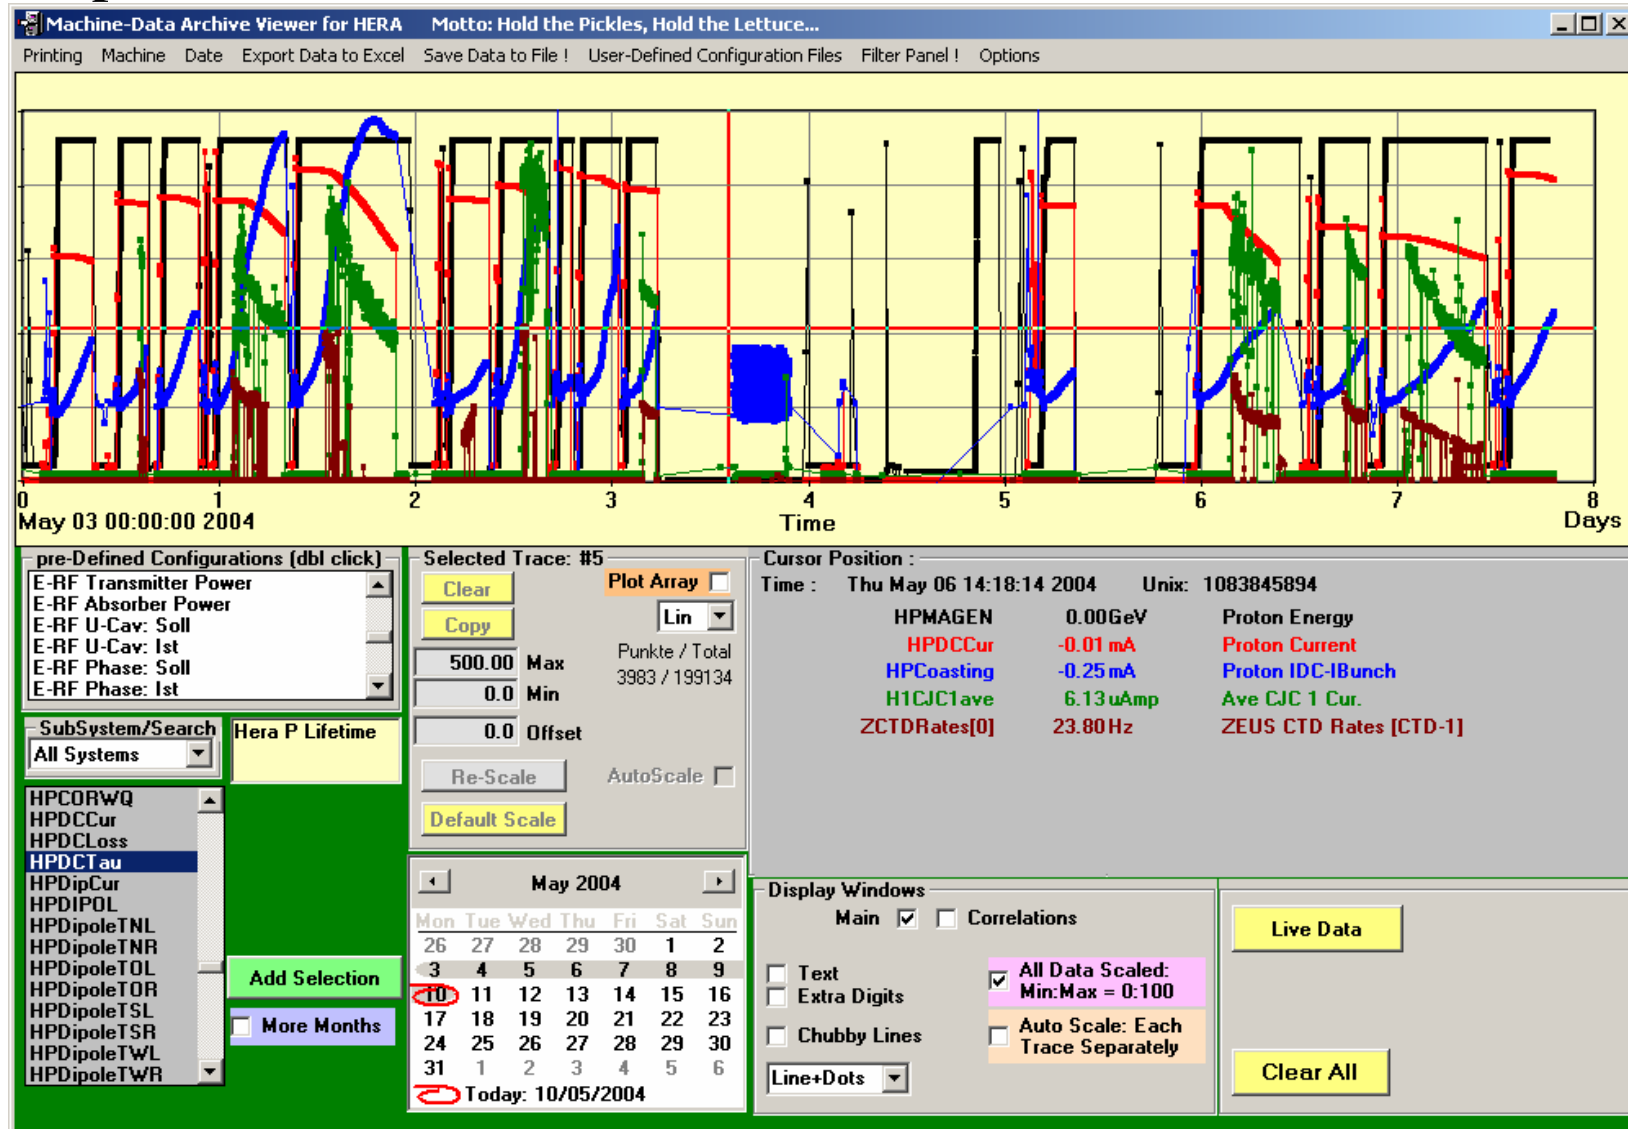 Machine-Data Archive Viewer for HERA Motto: Hold the Pickles, Hold the Lettuce...
Printing Machine Date Export Data to Excel Save Data to File ! User-Defined Configuration Files Filter Panel ! Options
0 1 2 3 4 5 6 7 8
May 03 00:00:00 2004 Time Days
pre-Defined Configurations (dbl click)
E-RF Transmitter Power
E-RF Absorber Power
E-RF U-Cav: Soll
E-RF U-Cav: Ist
E-RF Phase: Soll
E-RF Phase: Ist
SubSystem/Search
All Systems
Hera P Lifetime
HPCORWQ
HPDCCur
HPDCLoss
HPDCTau
HPDipCur
HPDIPOL
HPDipoleTNL
HPDipoleTNR
HPDipoleTOL
HPDipoleTOR
HPDipoleTSL
HPDipoleTSR
HPDipoleTWL
HPDipoleTWR
Add Selection
More Months
Selected Trace: #5
Clear
Plot Array
Copy
Lin
500.00 Max
Punkte / Total
3983 / 199134
0.0 Min
0.0 Offset
Re-Scale
AutoScale
Default Scale
May 2004
Mon Tue Wed Thu Fri Sat Sun
26 27 28 29 30 1 2
3 4 5 6 7 8 9
10 11 12 13 14 15 16
17 18 19 20 21 22 23
24 25 26 27 28 29 30
31 1 2 3 4 5 6
Today: 10/05/2004
Cursor Position :
Time : Thu May 06 14:18:14 2004 Unix: 1083845894
HPMAGEN 0.00GeV Proton Energy
HPDCCur -0.01 mA Proton Current
HPCoasting -0.25 mA Proton IDC-IBunch
H1CJC1ave 6.13 uAmp Ave CJC 1 Cur.
ZCTDRates[0] 23.80 Hz ZEUS CTD Rates [CTD-1]
Display Windows
Main Correlations
Text
Extra Digits
All Data Scaled:
Min:Max = 0:100
Chubby Lines
Auto Scale: Each
Trace Separately
Line+Dots
Live Data
Clear All